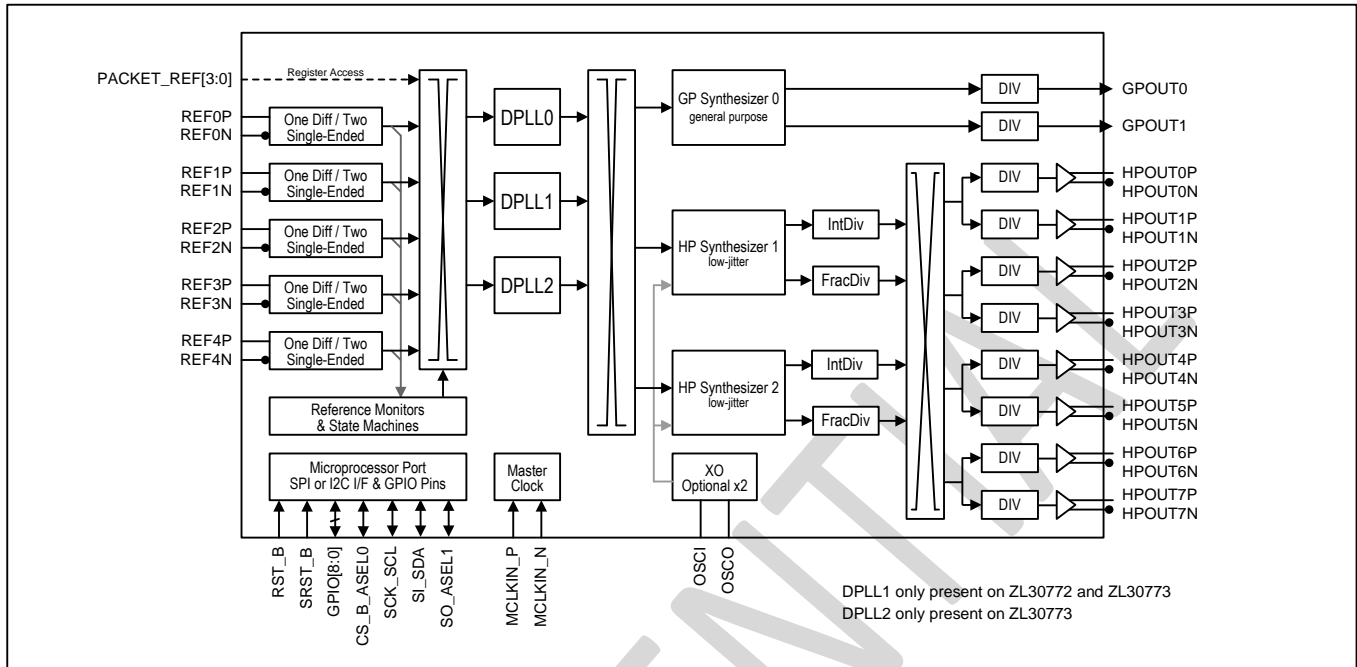 PACKET_REF[3:0]
Register Access
REF0P
REF0N
One Diff / Two
Single-Ended
REF1P
REF1N
One Diff / Two
Single-Ended
REF2P
REF2N
One Diff / Two
Single-Ended
REF3P
REF3N
One Diff / Two
Single-Ended
REF4P
REF4N
One Diff / Two
Single-Ended
Reference Monitors
& State Machines
Microprocessor Port
SPI or I2C I/F & GPIO Pins
RST_B
SRST_B
GPIO[8:0]
CS_B_ASEL0
SCK_SCL
SI_SDA
SO_ASEL1
DPLL0
DPLL1
DPLL2
Master
Clock
MCLKIN_P
MCLKIN_N
GP Synthesizer 0
general purpose
HP Synthesizer 1
low-jitter
HP Synthesizer 2
low-jitter
XO
Optional x2
OSCI
OSCO
IntDiv
FracDiv
IntDiv
FracDiv
DIV
GPOUT0
DIV
GPOUT1
DIV
HPOUT0P
HPOUT0N
DIV
HPOUT1P
HPOUT1N
DIV
HPOUT2P
HPOUT2N
DIV
HPOUT3P
HPOUT3N
DIV
HPOUT4P
HPOUT4N
DIV
HPOUT5P
HPOUT5N
DIV
HPOUT6P
HPOUT6N
DIV
HPOUT7P
HPOUT7N
DPLL1 only present on ZL30772 and ZL30773
DPLL2 only present on ZL30773
ENTIAL